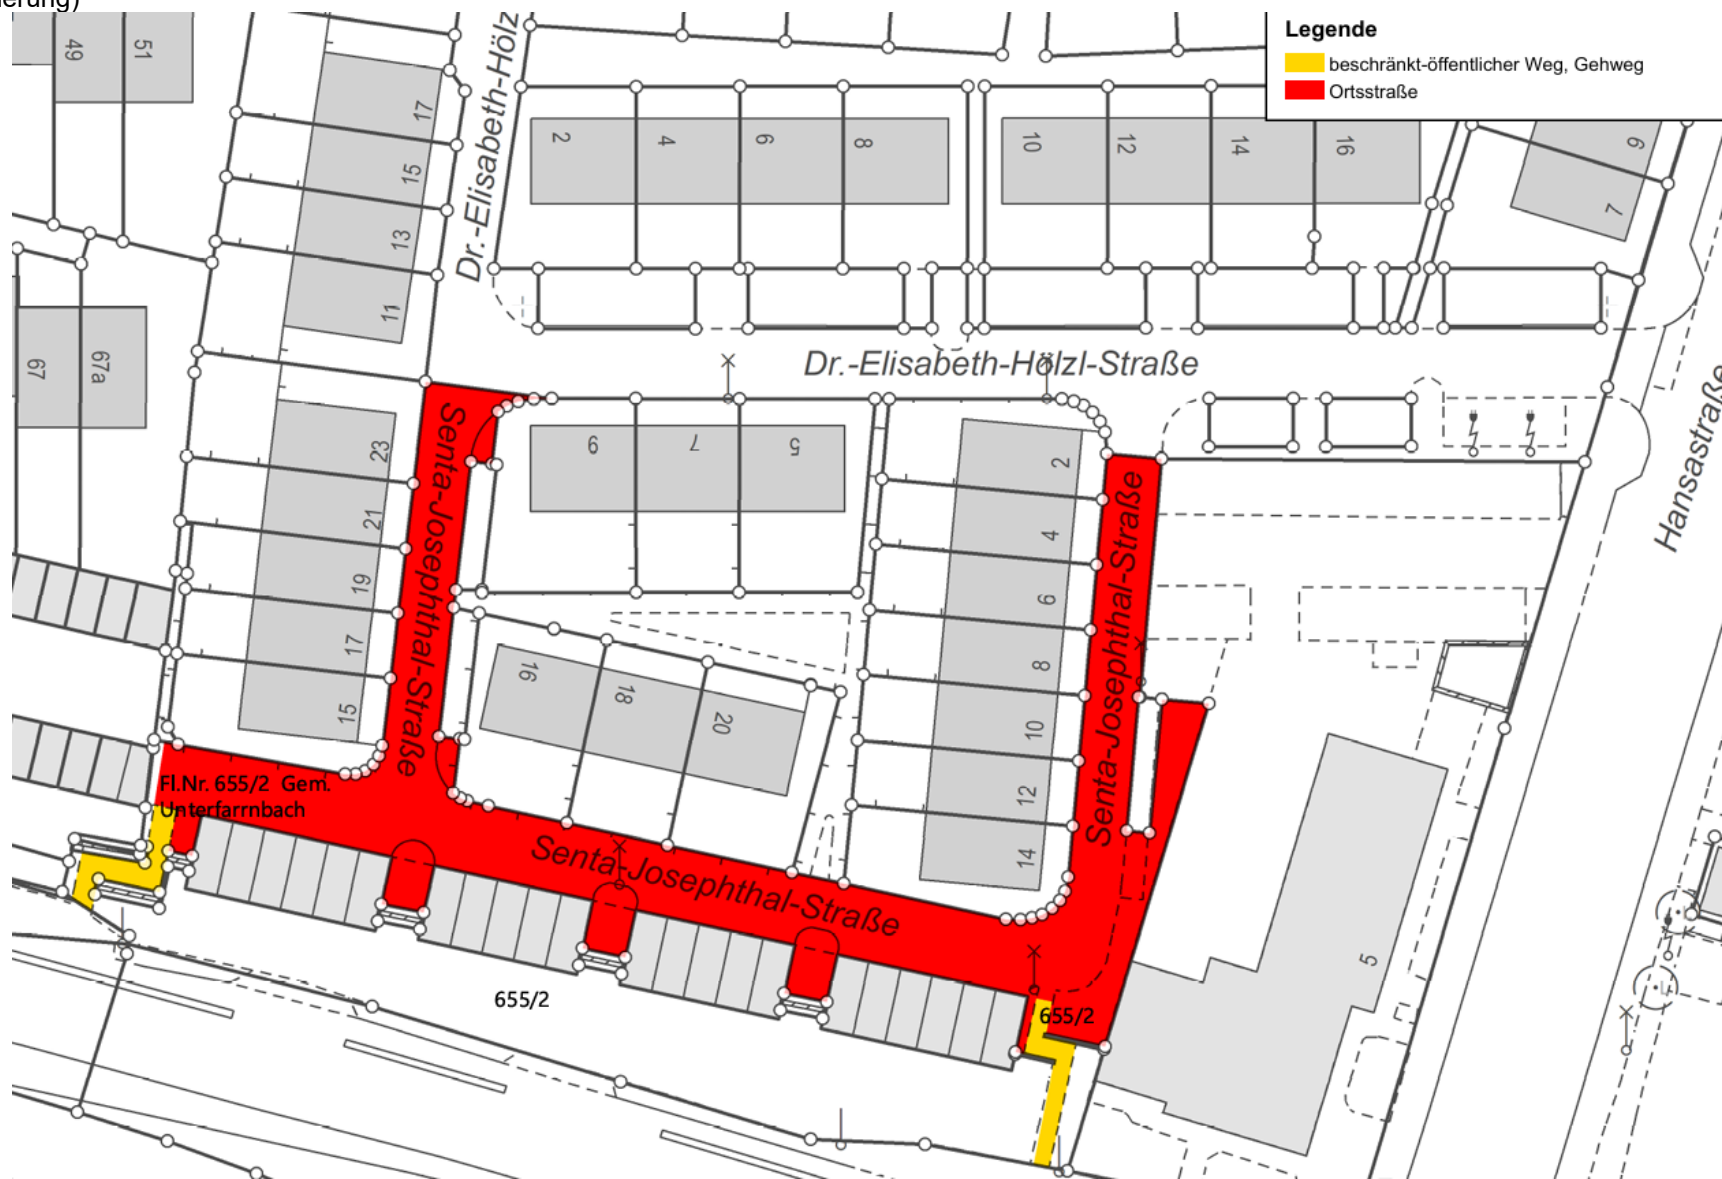 erung)
Legende
beschränkt-öffentlicher Weg, Gehweg
Ortsstraße
49
51
17
15
13
11
Dr.-Elisabeth-Hölz
2
4
6
8
10
12
14
16
9
7
67
67a
Dr.-Elisabeth-Hölzl-Straße
Hansastraße
23
21
19
17
15
Senta-Josephthal-Straße
9
7
5
2
4
6
8
10
12
14
Senta-Josephthal-Straße
16
18
20
Fl.Nr. 655/2 Gem.
Unterfarrnbach
Senta-Josephthal-Straße
5
655/2
655/2